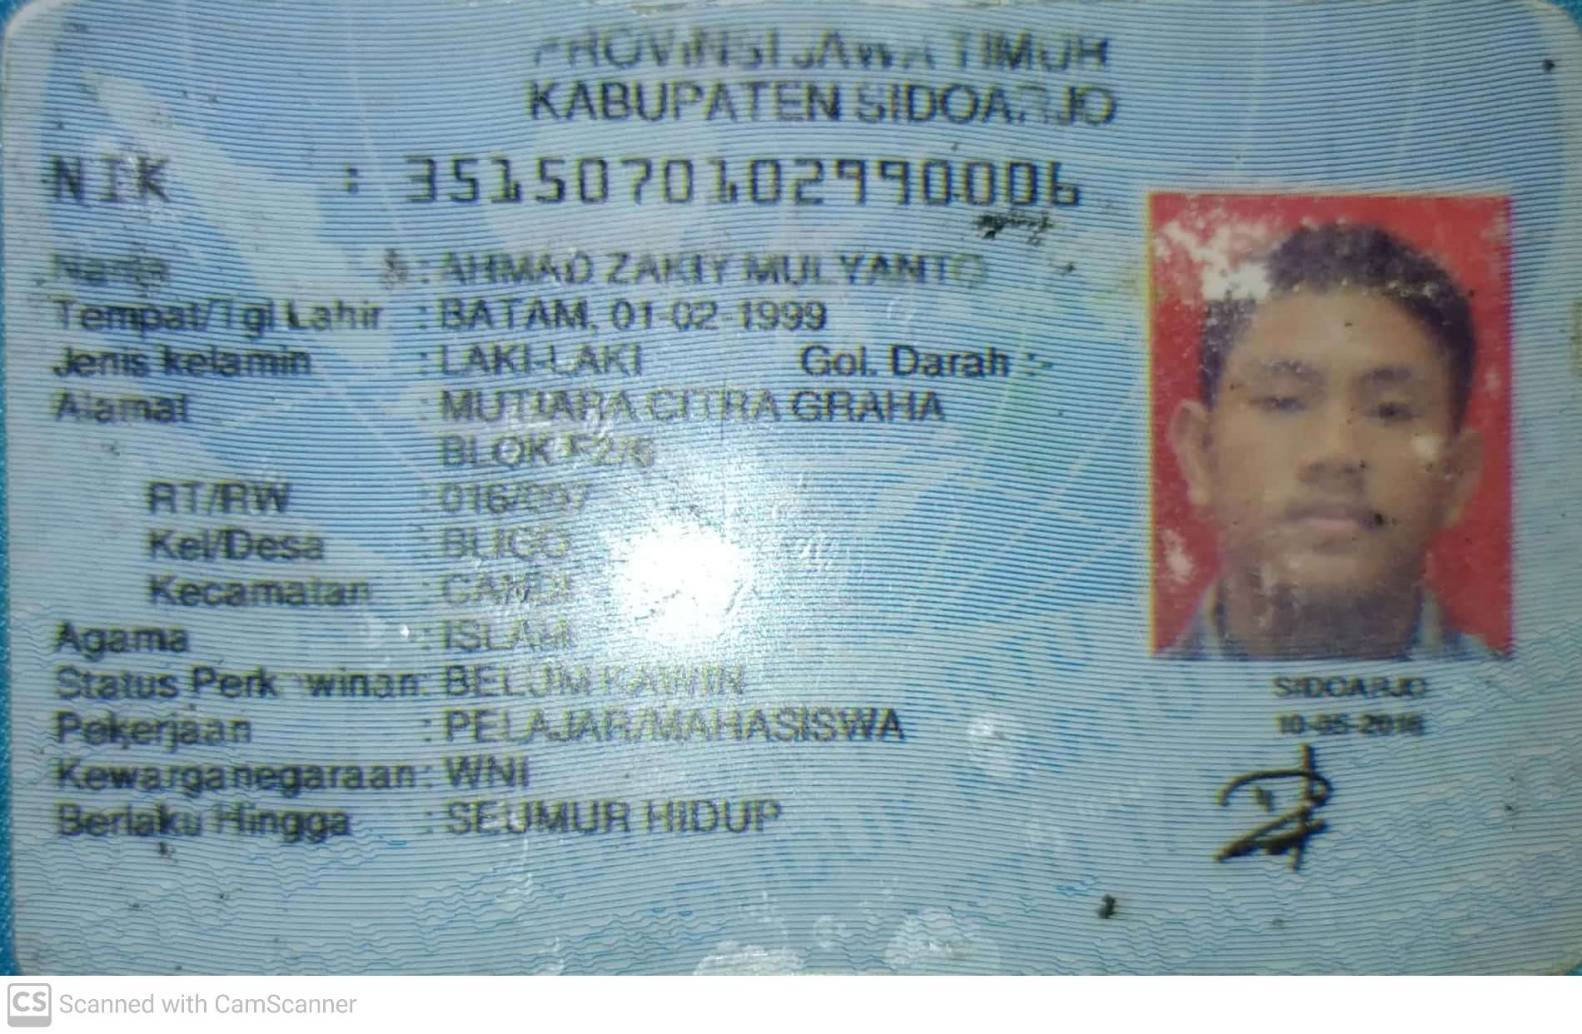 PROVINSI JAWA TIMUR
KABUPATEN SIDOARJO
NIK : 3515070102990006
Nama : AHMAD ZAKIY MULYANTO
Tempat/Tgl Lahir : BATAM, 01-02-1999
Jenis kelamin : LAKI-LAKI Gol. Darah :-
Alamat : MUTIARA CITRA GRAHA
BLOK F2/6
RT/RW : 016/007
Kel/Desa : BLIGO
Kecamatan : CANDI
Agama : ISLAM
Status Perkawinan: BELUM KAWIN
Pekerjaan : PELAJAR/MAHASISWA
Kewarganegaraan: WNI
Berlaku Hingga : SEUMUR HIDUP
SIDOARJO
CS Scanned with CamScanner